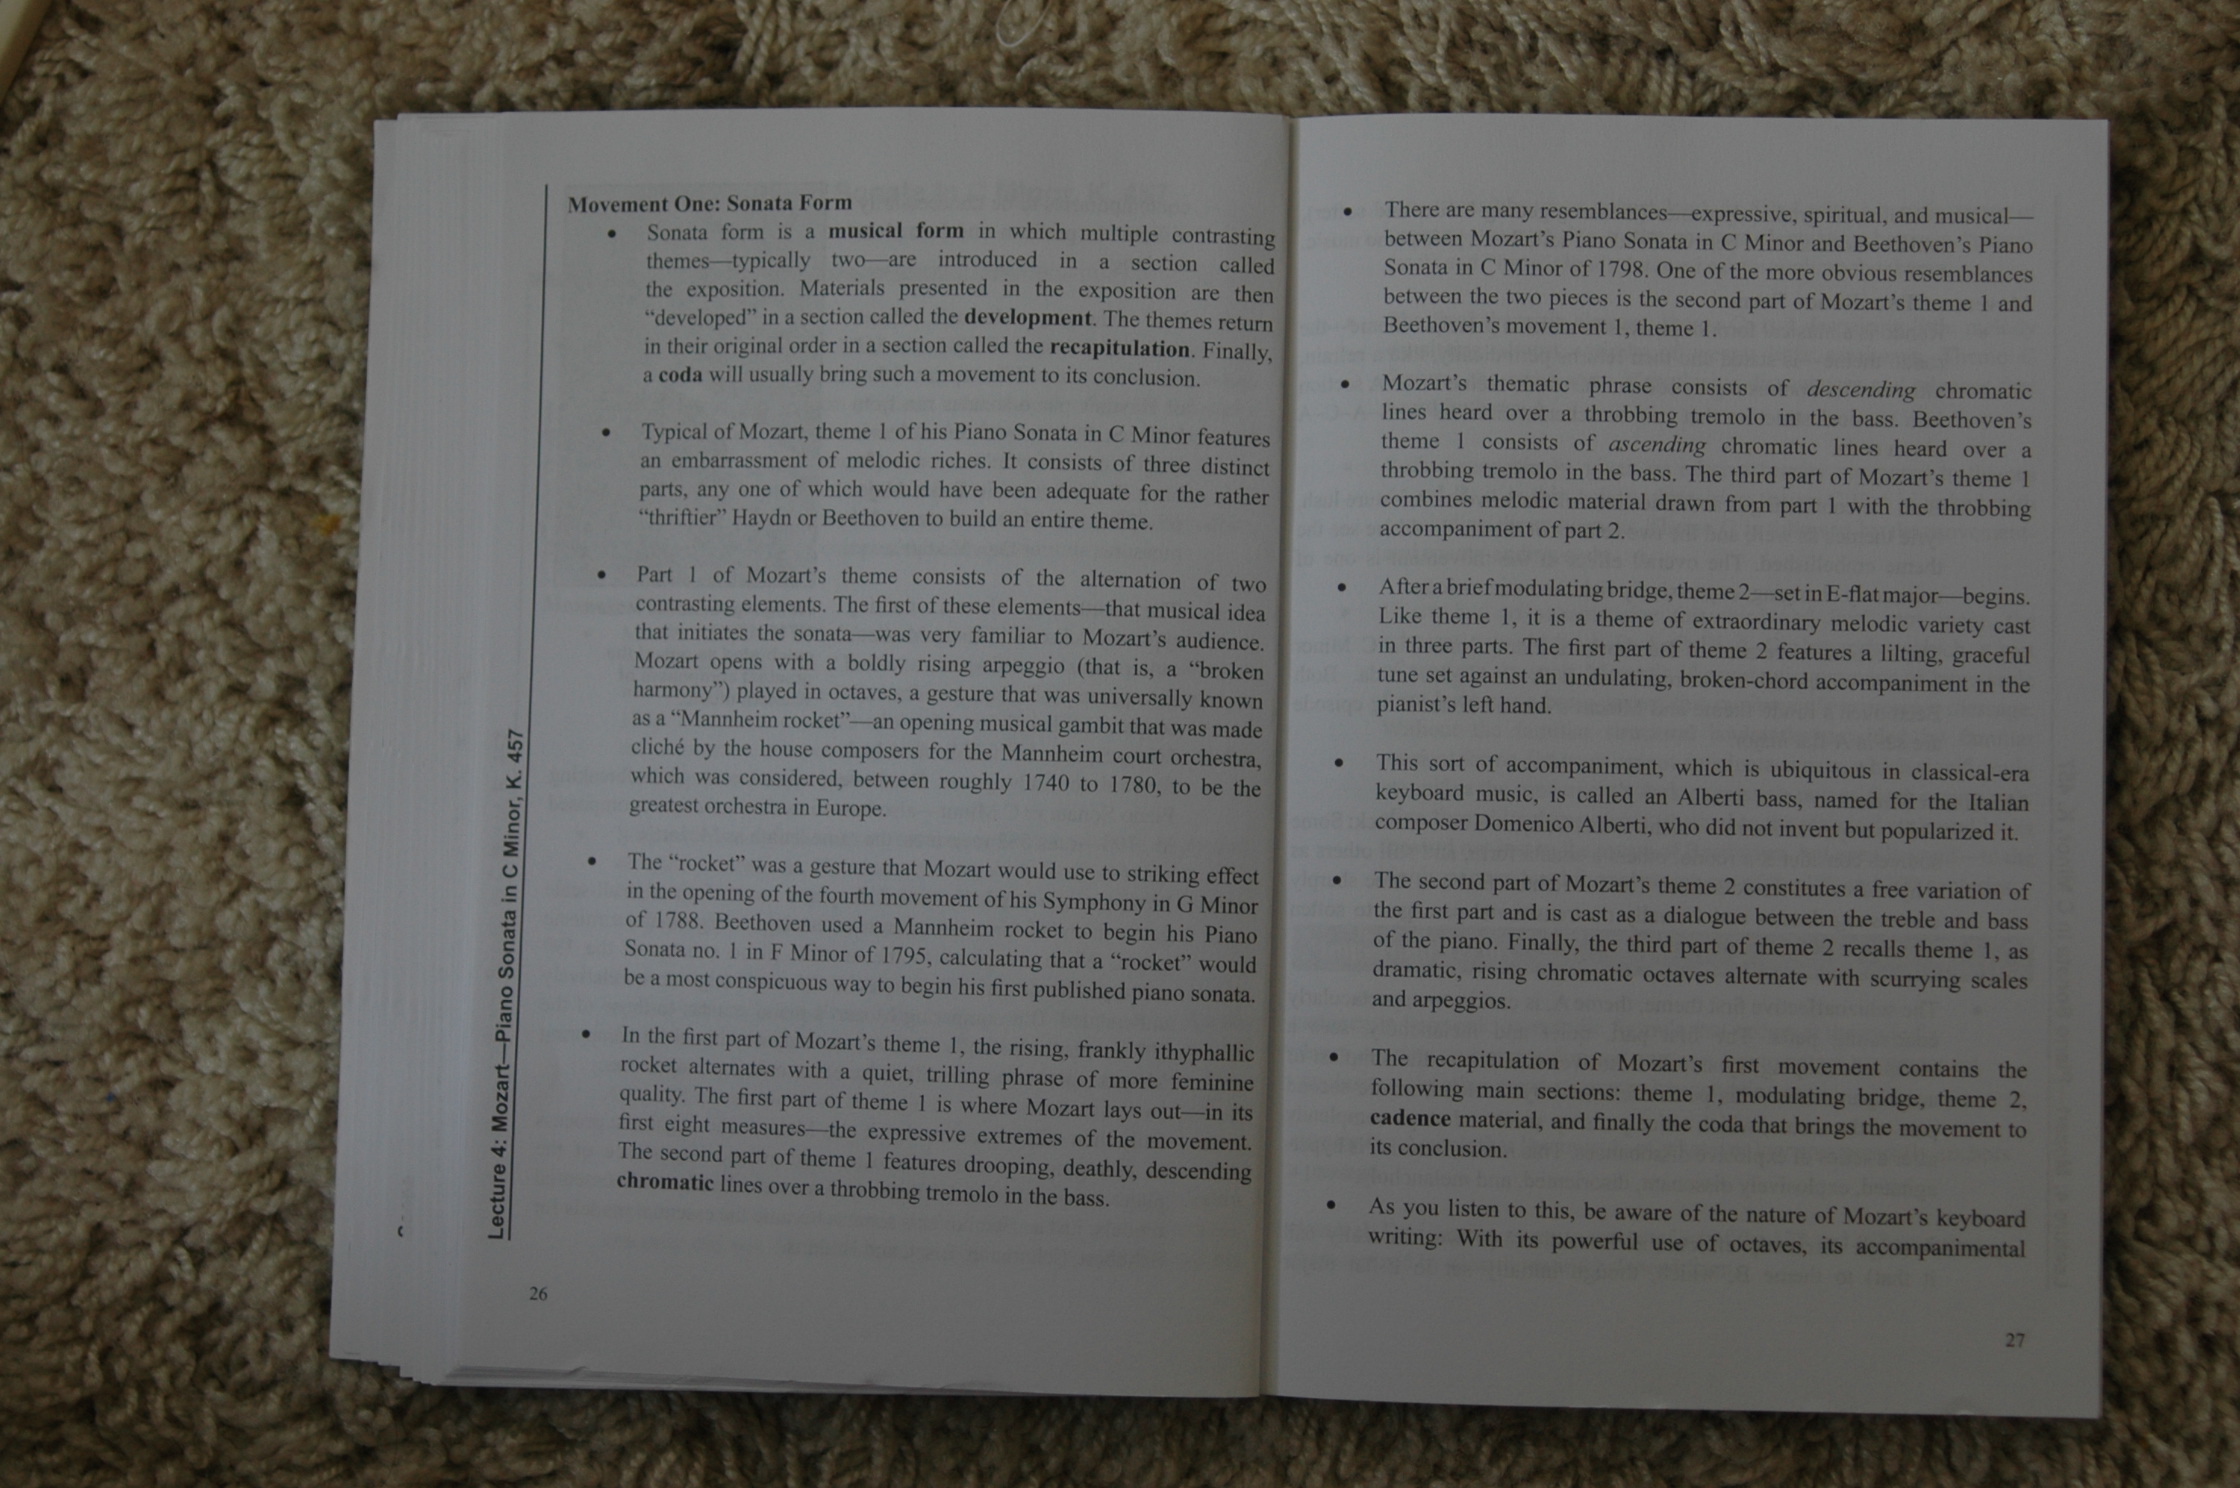 Lecture 4: Mozart—Piano Sonata in C Minor, K. 457
Movement One: Sonata Form
• Sonata form is a musical form in which multiple contrasting
themes—typically two—are introduced in a section called
the exposition. Materials presented in the exposition are then
“developed” in a section called the development. The themes return
in their original order in a section called the recapitulation. Finally,
a coda will usually bring such a movement to its conclusion.
• Typical of Mozart, theme 1 of his Piano Sonata in C Minor features
an embarrassment of melodic riches. It consists of three distinct
parts, any one of which would have been adequate for the rather
“thriftier” Haydn or Beethoven to build an entire theme.
• Part 1 of Mozart’s theme consists of the alternation of two
contrasting elements. The first of these elements—that musical idea
that initiates the sonata—was very familiar to Mozart’s audience.
Mozart opens with a boldly rising arpeggio (that is, a “broken
harmony”) played in octaves, a gesture that was universally known
as a “Mannheim rocket”—an opening musical gambit that was made
cliché by the house composers for the Mannheim court orchestra,
which was considered, between roughly 1740 to 1780, to be the
greatest orchestra in Europe.
• The “rocket” was a gesture that Mozart would use to striking effect
in the opening of the fourth movement of his Symphony in G Minor
of 1788. Beethoven used a Mannheim rocket to begin his Piano
Sonata no. 1 in F Minor of 1795, calculating that a “rocket” would
be a most conspicuous way to begin his first published piano sonata.
• In the first part of Mozart’s theme 1, the rising, frankly ithyphallic
rocket alternates with a quiet, trilling phrase of more feminine
quality. The first part of theme 1 is where Mozart lays out—in its
first eight measures—the expressive extremes of the movement.
The second part of theme 1 features drooping, deathly, descending
chromatic lines over a throbbing tremolo in the bass.
26
• There are many resemblances—expressive, spiritual, and musical—
between Mozart’s Piano Sonata in C Minor and Beethoven’s Piano
Sonata in C Minor of 1798. One of the more obvious resemblances
between the two pieces is the second part of Mozart’s theme 1 and
Beethoven’s movement 1, theme 1.
• Mozart’s thematic phrase consists of descending chromatic
lines heard over a throbbing tremolo in the bass. Beethoven’s
theme 1 consists of ascending chromatic lines heard over a
throbbing tremolo in the bass. The third part of Mozart’s theme 1
combines melodic material drawn from part 1 with the throbbing
accompaniment of part 2.
• After a brief modulating bridge, theme 2—set in E-flat major—begins.
Like theme 1, it is a theme of extraordinary melodic variety cast
in three parts. The first part of theme 2 features a lilting, graceful
tune set against an undulating, broken-chord accompaniment in the
pianist’s left hand.
• This sort of accompaniment, which is ubiquitous in classical-era
keyboard music, is called an Alberti bass, named for the Italian
composer Domenico Alberti, who did not invent but popularized it.
• The second part of Mozart’s theme 2 constitutes a free variation of
the first part and is cast as a dialogue between the treble and bass
of the piano. Finally, the third part of theme 2 recalls theme 1, as
dramatic, rising chromatic octaves alternate with scurrying scales
and arpeggios.
• The recapitulation of Mozart’s first movement contains the
following main sections: theme 1, modulating bridge, theme 2,
cadence material, and finally the coda that brings the movement to
its conclusion.
• As you listen to this, be aware of the nature of Mozart’s keyboard
writing: With its powerful use of octaves, its accompanimental
27